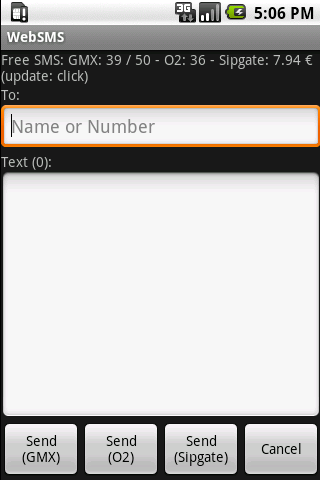 3G
5:06 PM
WebSMS
Free SMS: GMX: 39 / 50 - O2: 36 - Sipgate: 7.94 €
(update: click)
To:
Name or Number
Text (0):
Send
(GMX)
Send
(O2)
Send
(Sipgate)
Cancel